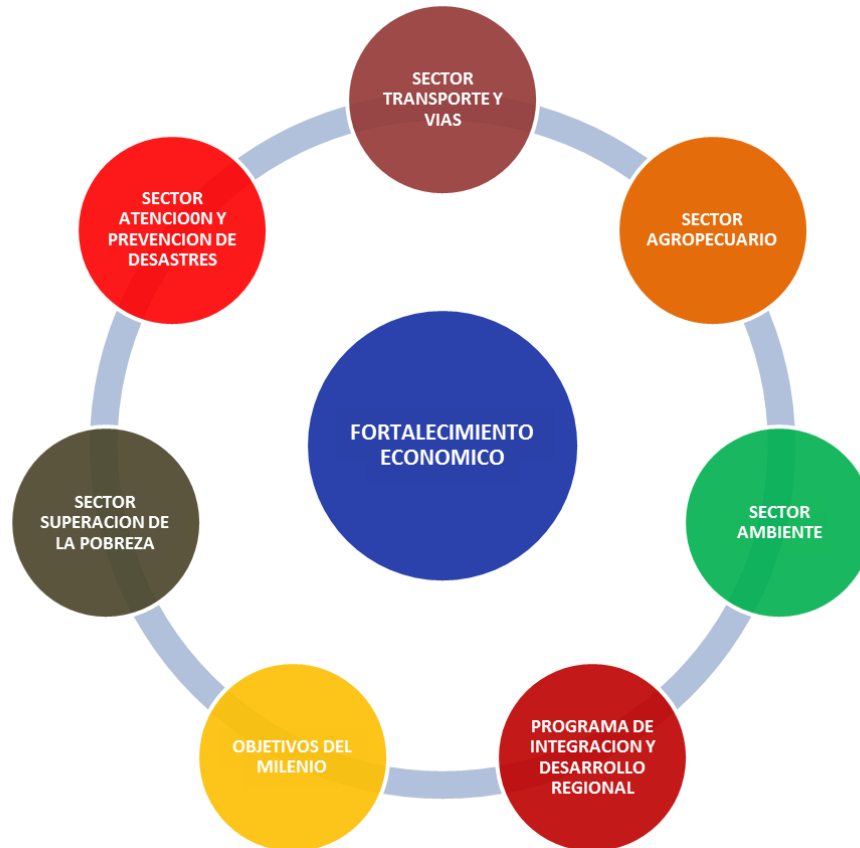 SECTOR
TRANSPORTE Y
VIAS
SECTOR
AGROPECUARIO
SECTOR
AMBIENTE
PROGRAMA DE
INTEGRACION Y
DESARROLLO
REGIONAL
OBJETIVOS DEL
MILENIO
SECTOR
SUPERACION DE
LA POBREZA
SECTOR
ATENCIO0N Y
PREVENCION DE
DESASTRES
FORTALECIMIENTO
ECONOMICO